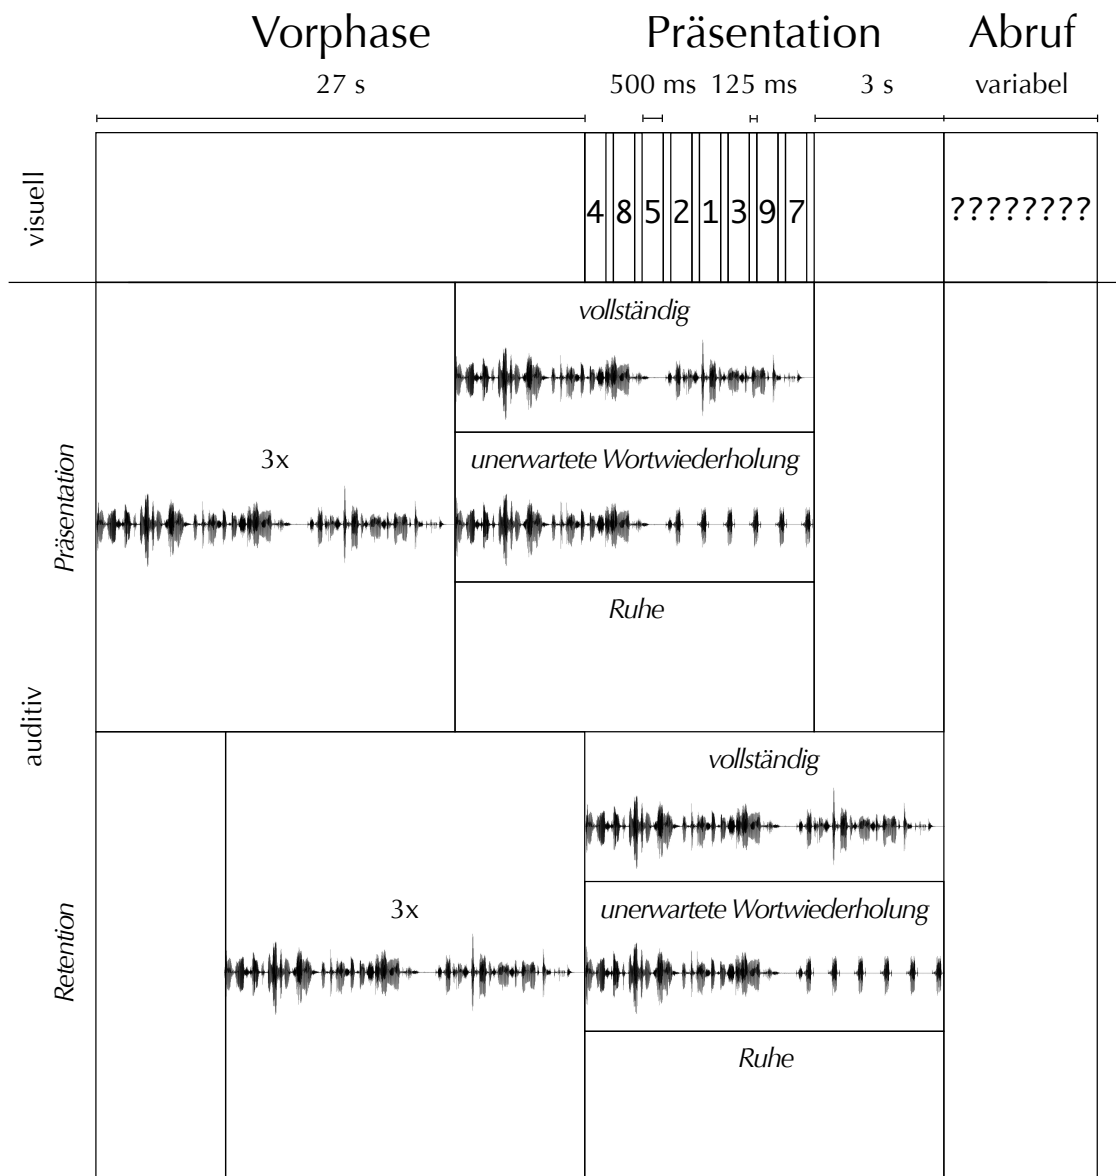 Vorphase Präsentation Abruf
27 s 500 ms 125 ms 3 s variabel
visuell
4 8 5 2 1 3 9 7 ????????
auditiv
Präsentation
3x
vollständig
unerwartete Wortwiederholung
Ruhe
Retention
3x
vollständig
unerwartete Wortwiederholung
Ruhe